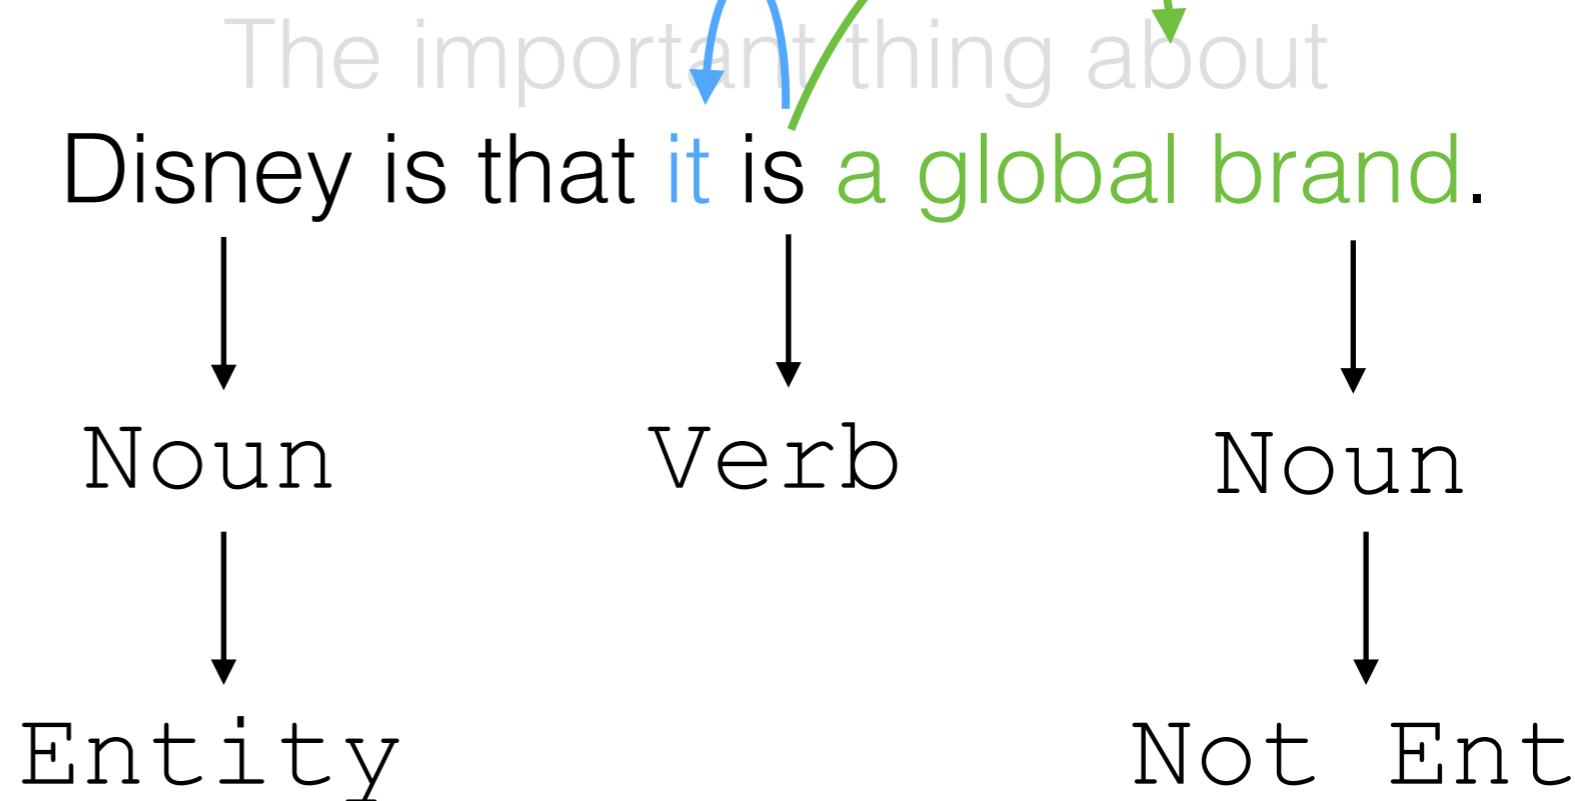 The important thing about
Disney is that it is a global brand.
Noun Verb Noun
Entity Not Ent